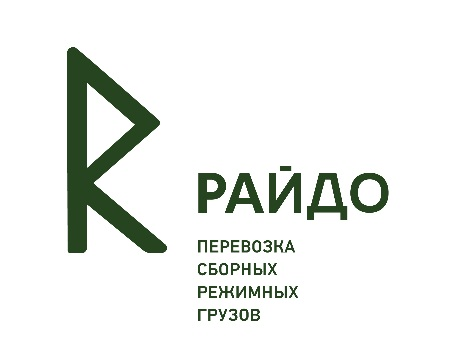 РАЙДО
ПЕРЕВОЗКА
СБОРНЫХ
РЕЖИМНЫХ
ГРУЗОВ